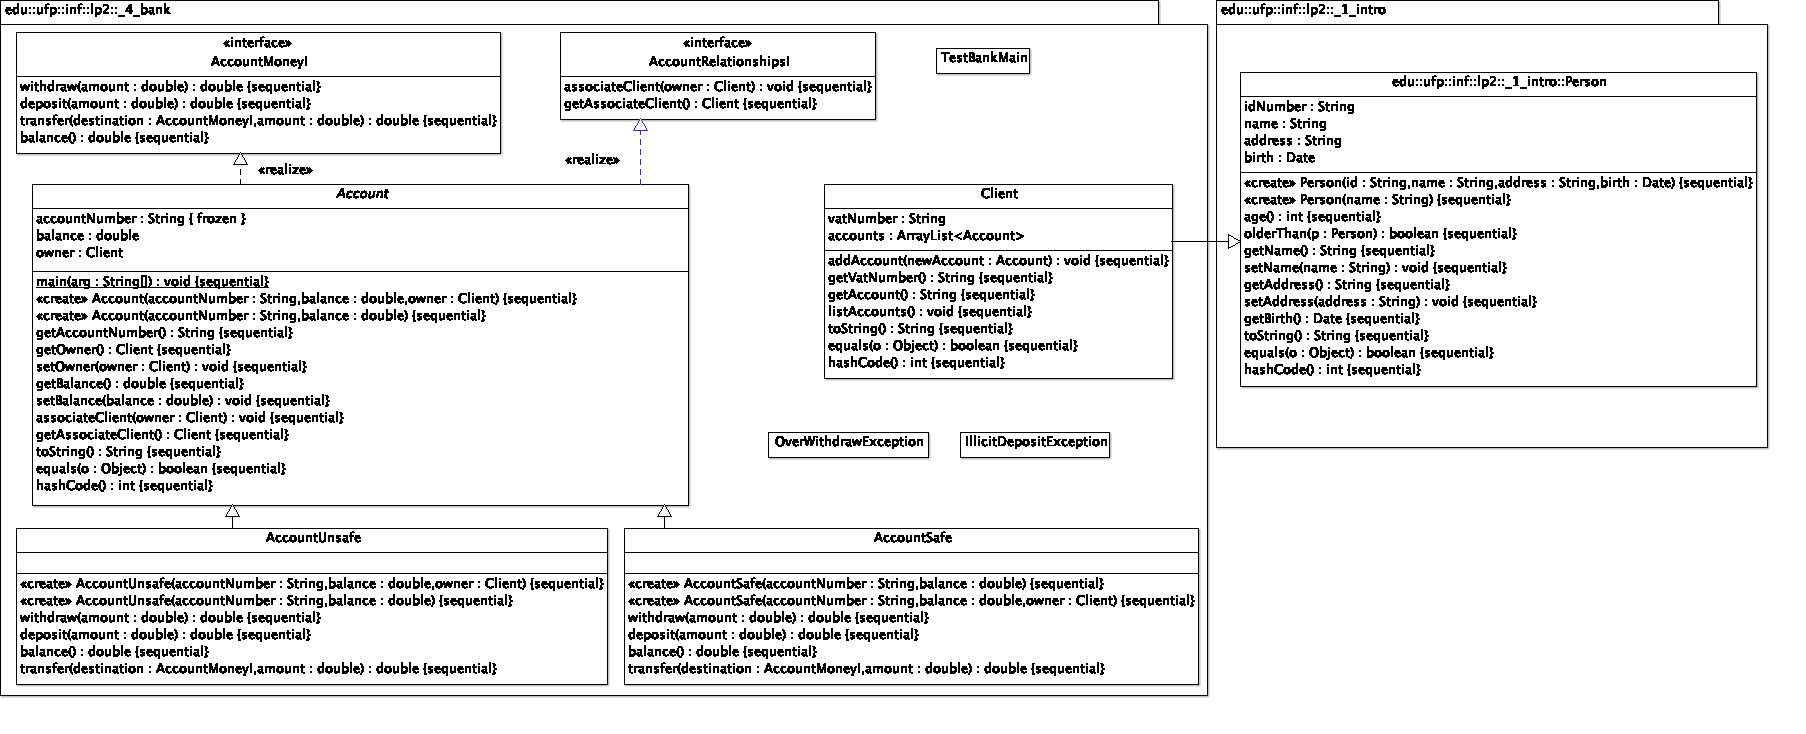 edu::ufp::inf::lp2::_4_bank
«interface»
AccountMoneyI
withdraw(amount : double) : double {sequential}
deposit(amount : double) : double {sequential}
transfer(destination : AccountMoneyI,amount : double) : double {sequential}
balance() : double {sequential}
«interface»
AccountRelationshipsI
associateClient(owner : Client) : void {sequential}
getAssociateClient() : Client {sequential}
TestBankMain
«realize»
«realize»
Account
accountNumber : String { frozen }
balance : double
owner : Client
main(arg : String[]) : void {sequential}
«create» Account(accountNumber : String,balance : double,owner : Client) {sequential}
«create» Account(accountNumber : String,balance : double) {sequential}
getAccountNumber() : String {sequential}
getOwner() : Client {sequential}
setOwner(owner : Client) : void {sequential}
getBalance() : double {sequential}
setBalance(balance : double) : void {sequential}
associateClient(owner : Client) : void {sequential}
getAssociateClient() : Client {sequential}
toString() : String {sequential}
equals(o : Object) : boolean {sequential}
hashCode() : int {sequential}
Client
vatNumber : String
accounts : ArrayList<Account>
addAccount(newAccount : Account) : void {sequential}
getVatNumber() : String {sequential}
getAccount() : String {sequential}
listAccounts() : void {sequential}
toString() : String {sequential}
equals(o : Object) : boolean {sequential}
hashCode() : int {sequential}
OverWithdrawException
IllicitDepositException
AccountUnsafe
«create» AccountUnsafe(accountNumber : String,balance : double,owner : Client) {sequential}
«create» AccountUnsafe(accountNumber : String,balance : double) {sequential}
withdraw(amount : double) : double {sequential}
deposit(amount : double) : double {sequential}
balance() : double {sequential}
transfer(destination : AccountMoneyI,amount : double) : double {sequential}
AccountSafe
«create» AccountSafe(accountNumber : String,balance : double) {sequential}
«create» AccountSafe(accountNumber : String,balance : double,owner : Client) {sequential}
withdraw(amount : double) : double {sequential}
deposit(amount : double) : double {sequential}
balance() : double {sequential}
transfer(destination : AccountMoneyI,amount : double) : double {sequential}
edu::ufp::inf::lp2::_1_intro
edu::ufp::inf::lp2::_1_intro::Person
idNumber : String
name : String
address : String
birth : Date
«create» Person(id : String,name : String,address : String,birth : Date) {sequential}
«create» Person(name : String) {sequential}
age() : int {sequential}
olderThan(p : Person) : boolean {sequential}
getName() : String {sequential}
setName(name : String) : void {sequential}
getAddress() : String {sequential}
setAddress(address : String) : void {sequential}
getBirth() : Date {sequential}
toString() : String {sequential}
equals(o : Object) : boolean {sequential}
hashCode() : int {sequential}